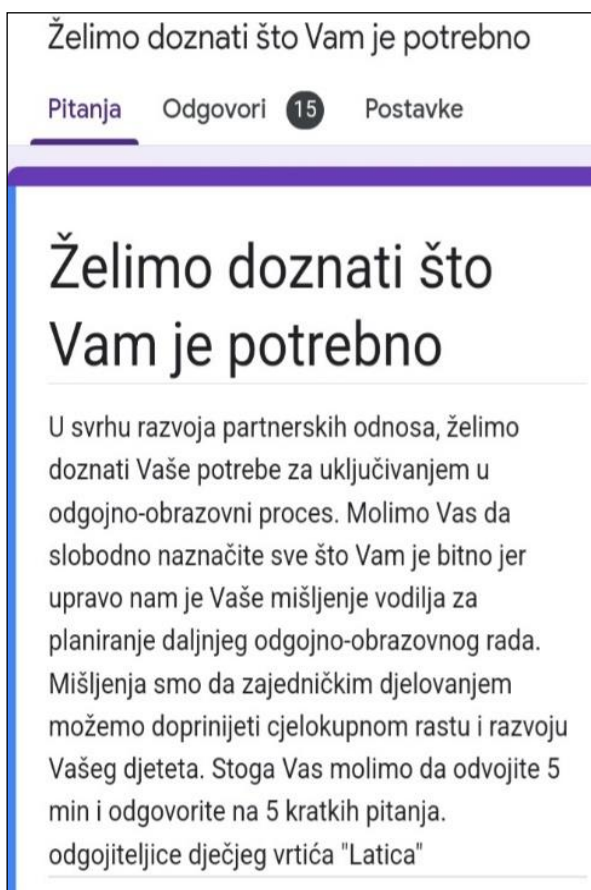 Želimo doznati što Vam je potrebno
Pitanja Odgovori 15 Postavke
Želimo doznati što
Vam je potrebno
U svrhu razvoja partnerskih odnosa, želimo
doznati Vaše potrebe za uključivanjem u
odgojno-obrazovni proces. Molimo Vas da
slobodno naznačite sve što Vam je bitno jer
upravo nam je Vaše mišljenje vodilja za
planiranje daljnjeg odgojno-obrazovnog rada.
Mišljenja smo da zajedničkim djelovanjem
možemo doprinijeti cjelokupnom rastu i razvoju
Vašeg djeteta. Stoga Vas molimo da odvojite 5
min i odgovorite na 5 kratkih pitanja.
odgojiteljice dječjeg vrtića "Latica"